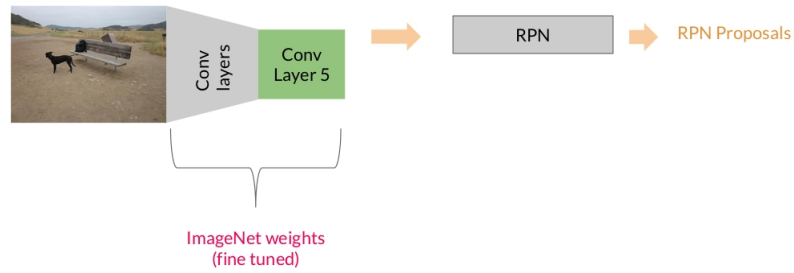 Conv
layers
Conv
Layer 5
RPN
RPN Proposals
ImageNet weights
(fine tuned)